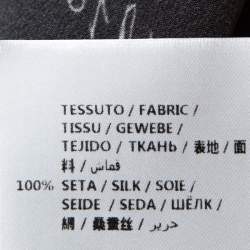 TESSUTO / FABRIC /
TISSU / GEWEBE /
TEJIDO / ТКАНЬ / 表地 / 面
料 / قماش /
100% SETA / SILK / SOIE /
SEIDE / SEDA / ШЁЛК /
絹 / 桑蠶丝 / حرير /